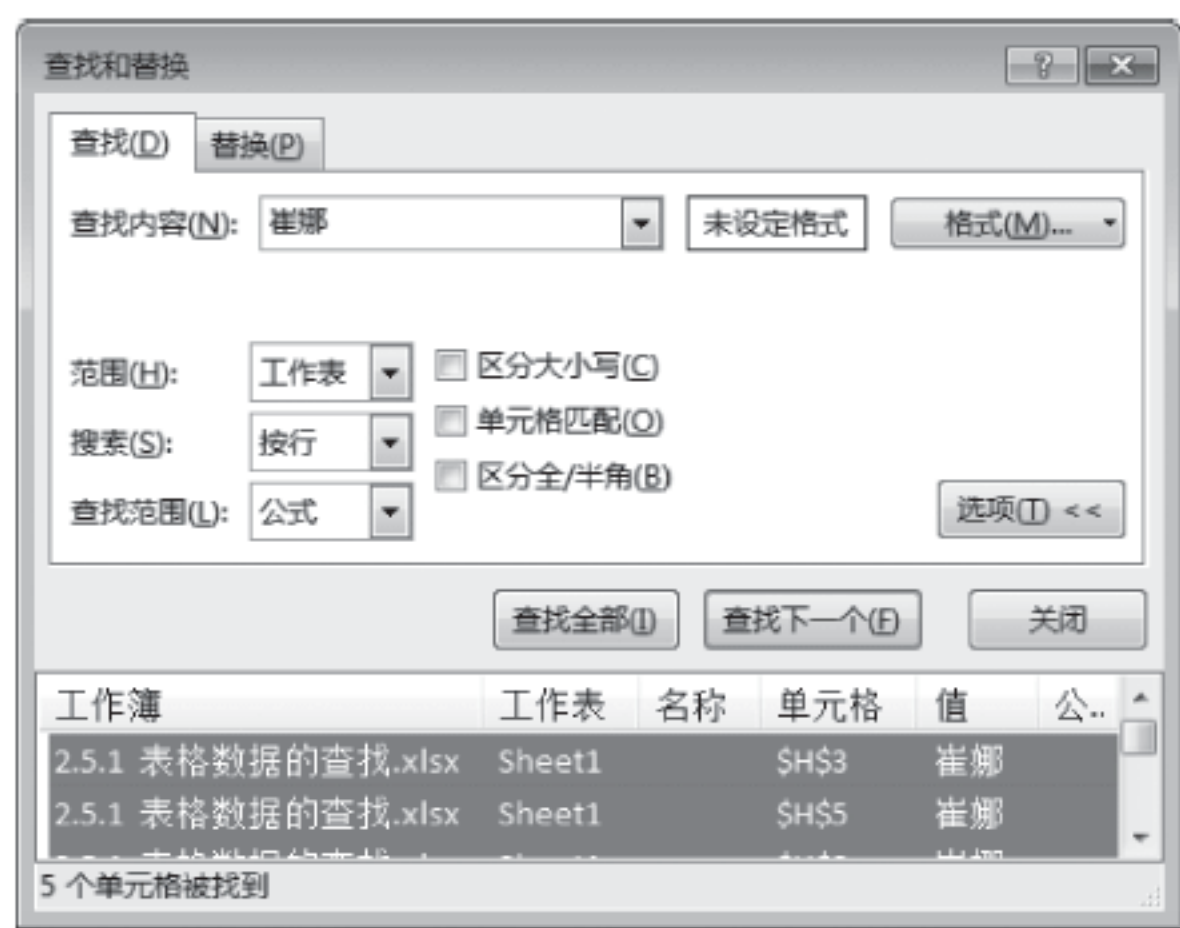 查找和替换
查找(D) 替换(P)
查找内容(N): 崔娜 未设定格式 格式(M)...
范围(H): 工作表 区分大小写(C)
搜索(S): 按行 单元格匹配(O)
查找范围(L): 公式 区分全/半角(B)
选项(T) <<
查找全部(I) 查找下一个(F) 关闭
工作簿 工作表 名称 单元格 值 公..
2.5.1 表格数据的查找.xlsx Sheet1 $H$3 崔娜
2.5.1 表格数据的查找.xlsx Sheet1 $H$5 崔娜
5 个单元格被找到